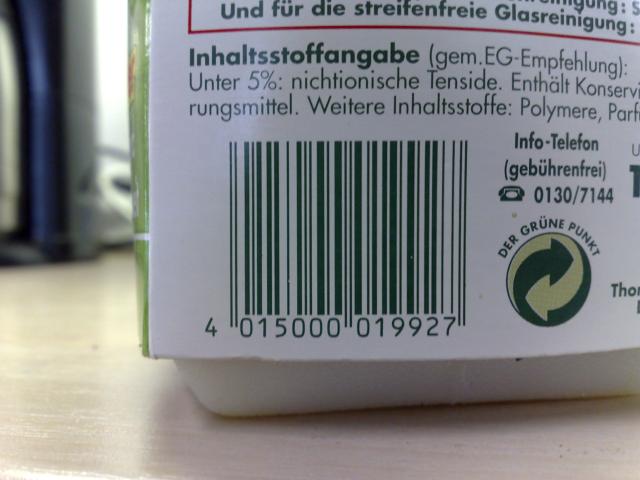 Und für die streifenfreie Glasreinigung:
Inhaltsstoffangabe (gem.EG-Empfehlung):
Unter 5%: nichtionische Tenside. Enthält
rungsmittel. Weitere Inhaltsstoffe: Polymere,
Info-Telefon
(gebührenfrei)
☎ 0130/7144
DER GRÜNE PUNKT
4 015000 019927